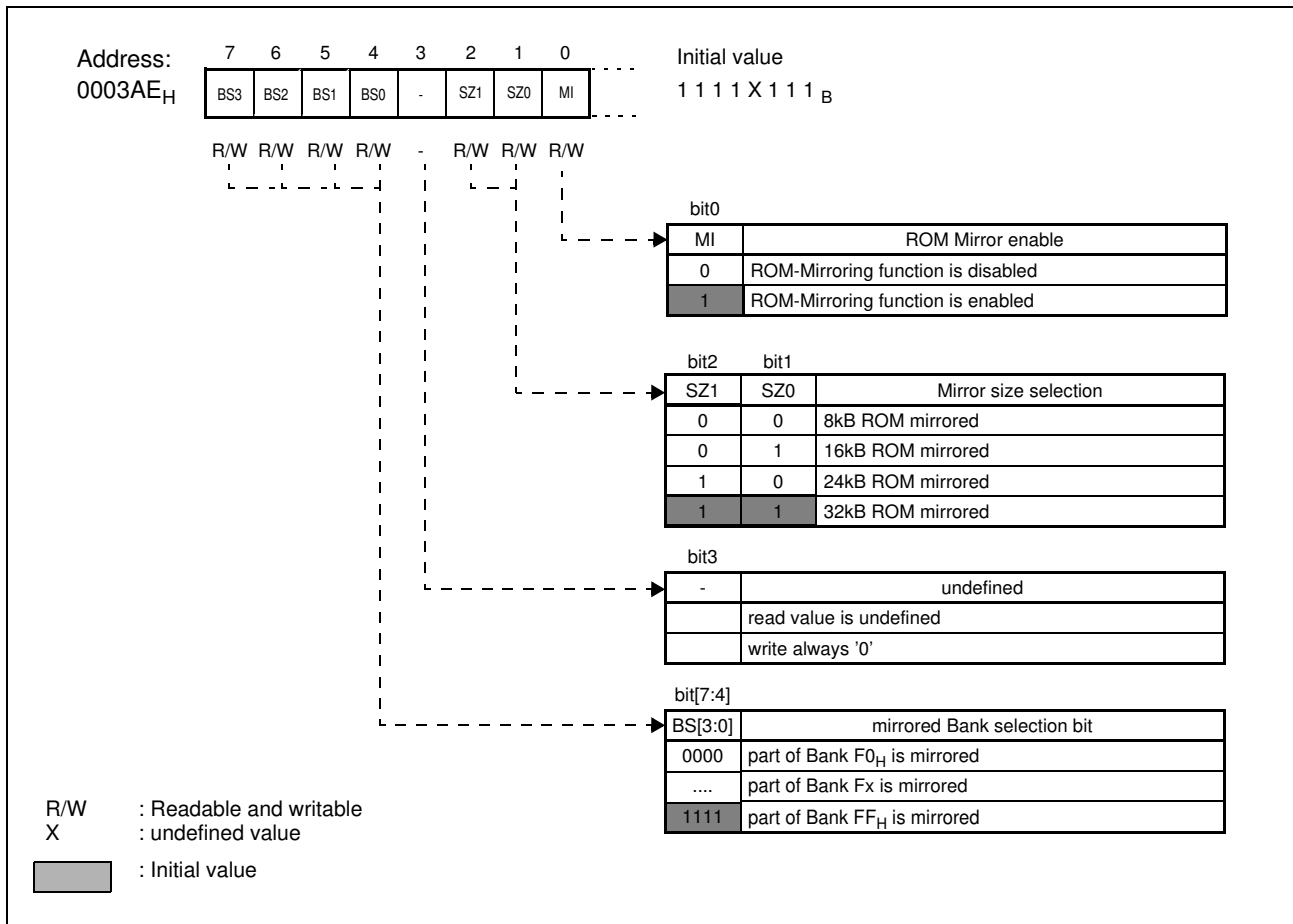 Address:
0003AEH
7 6 5 4 3 2 1 0
BS3 BS2 BS1 BS0 - SZ1 SZ0 MI
R/W R/W R/W R/W - R/W R/W R/W
Initial value
1 1 1 1 X 1 1 1 B
bit0
MI ROM Mirror enable
0 ROM-Mirroring function is disabled
1 ROM-Mirroring function is enabled
bit2 bit1
SZ1 SZ0 Mirror size selection
0 0 8kB ROM mirrored
0 1 16kB ROM mirrored
1 0 24kB ROM mirrored
1 1 32kB ROM mirrored
bit3
- undefined
read value is undefined
write always '0'
bit[7:4]
BS[3:0] mirrored Bank selection bit
0000 part of Bank F0H is mirrored
.... part of Bank Fx is mirrored
1111 part of Bank FFH is mirrored
R/W : Readable and writable
X : undefined value
: Initial value